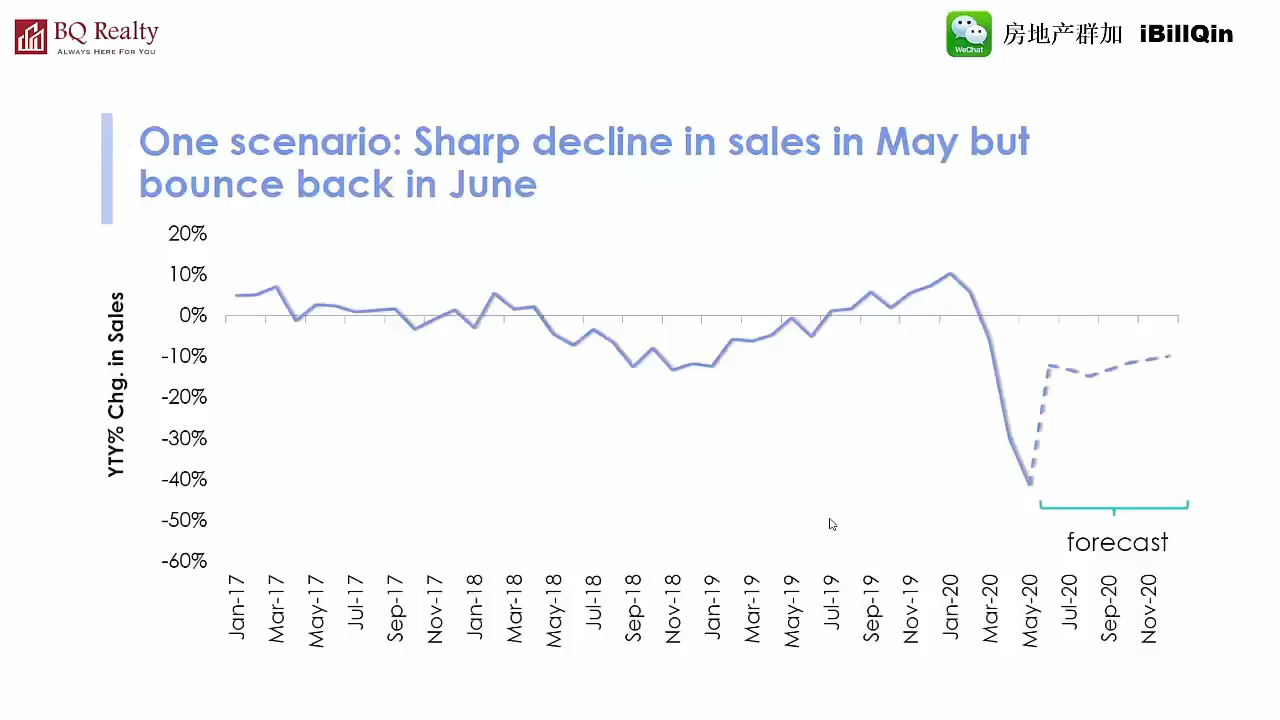 BQ Realty
ALWAYS HERE FOR YOU
WeChat
房地产群加 iBillQin
One scenario: Sharp decline in sales in May but
bounce back in June
YTY% Chg. in Sales
20%
10%
0%
-10%
-20%
-30%
-40%
-50%
-60%
forecast
Jan-17
Mar-17
May-17
Jul-17
Sep-17
Nov-17
Jan-18
Mar-18
May-18
Jul-18
Sep-18
Nov-18
Jan-19
Mar-19
May-19
Jul-19
Sep-19
Nov-19
Jan-20
Mar-20
May-20
Jul-20
Sep-20
Nov-20